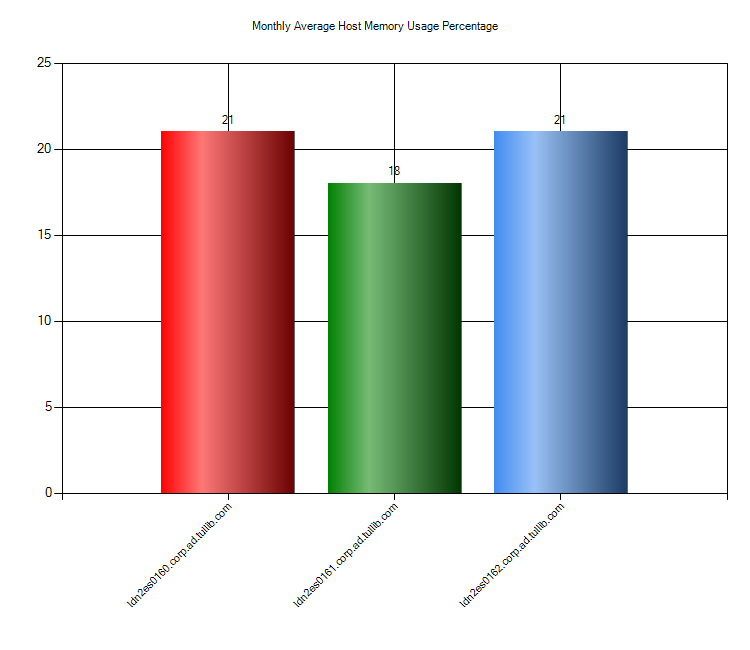 Monthly Average Host Memory Usage Percentage
25
21
21
20
18
15
10
5
0
ldn2es0160.corp.ad.tullib.com
ldn2es0161.corp.ad.tullib.com
ldn2es0162.corp.ad.tullib.com